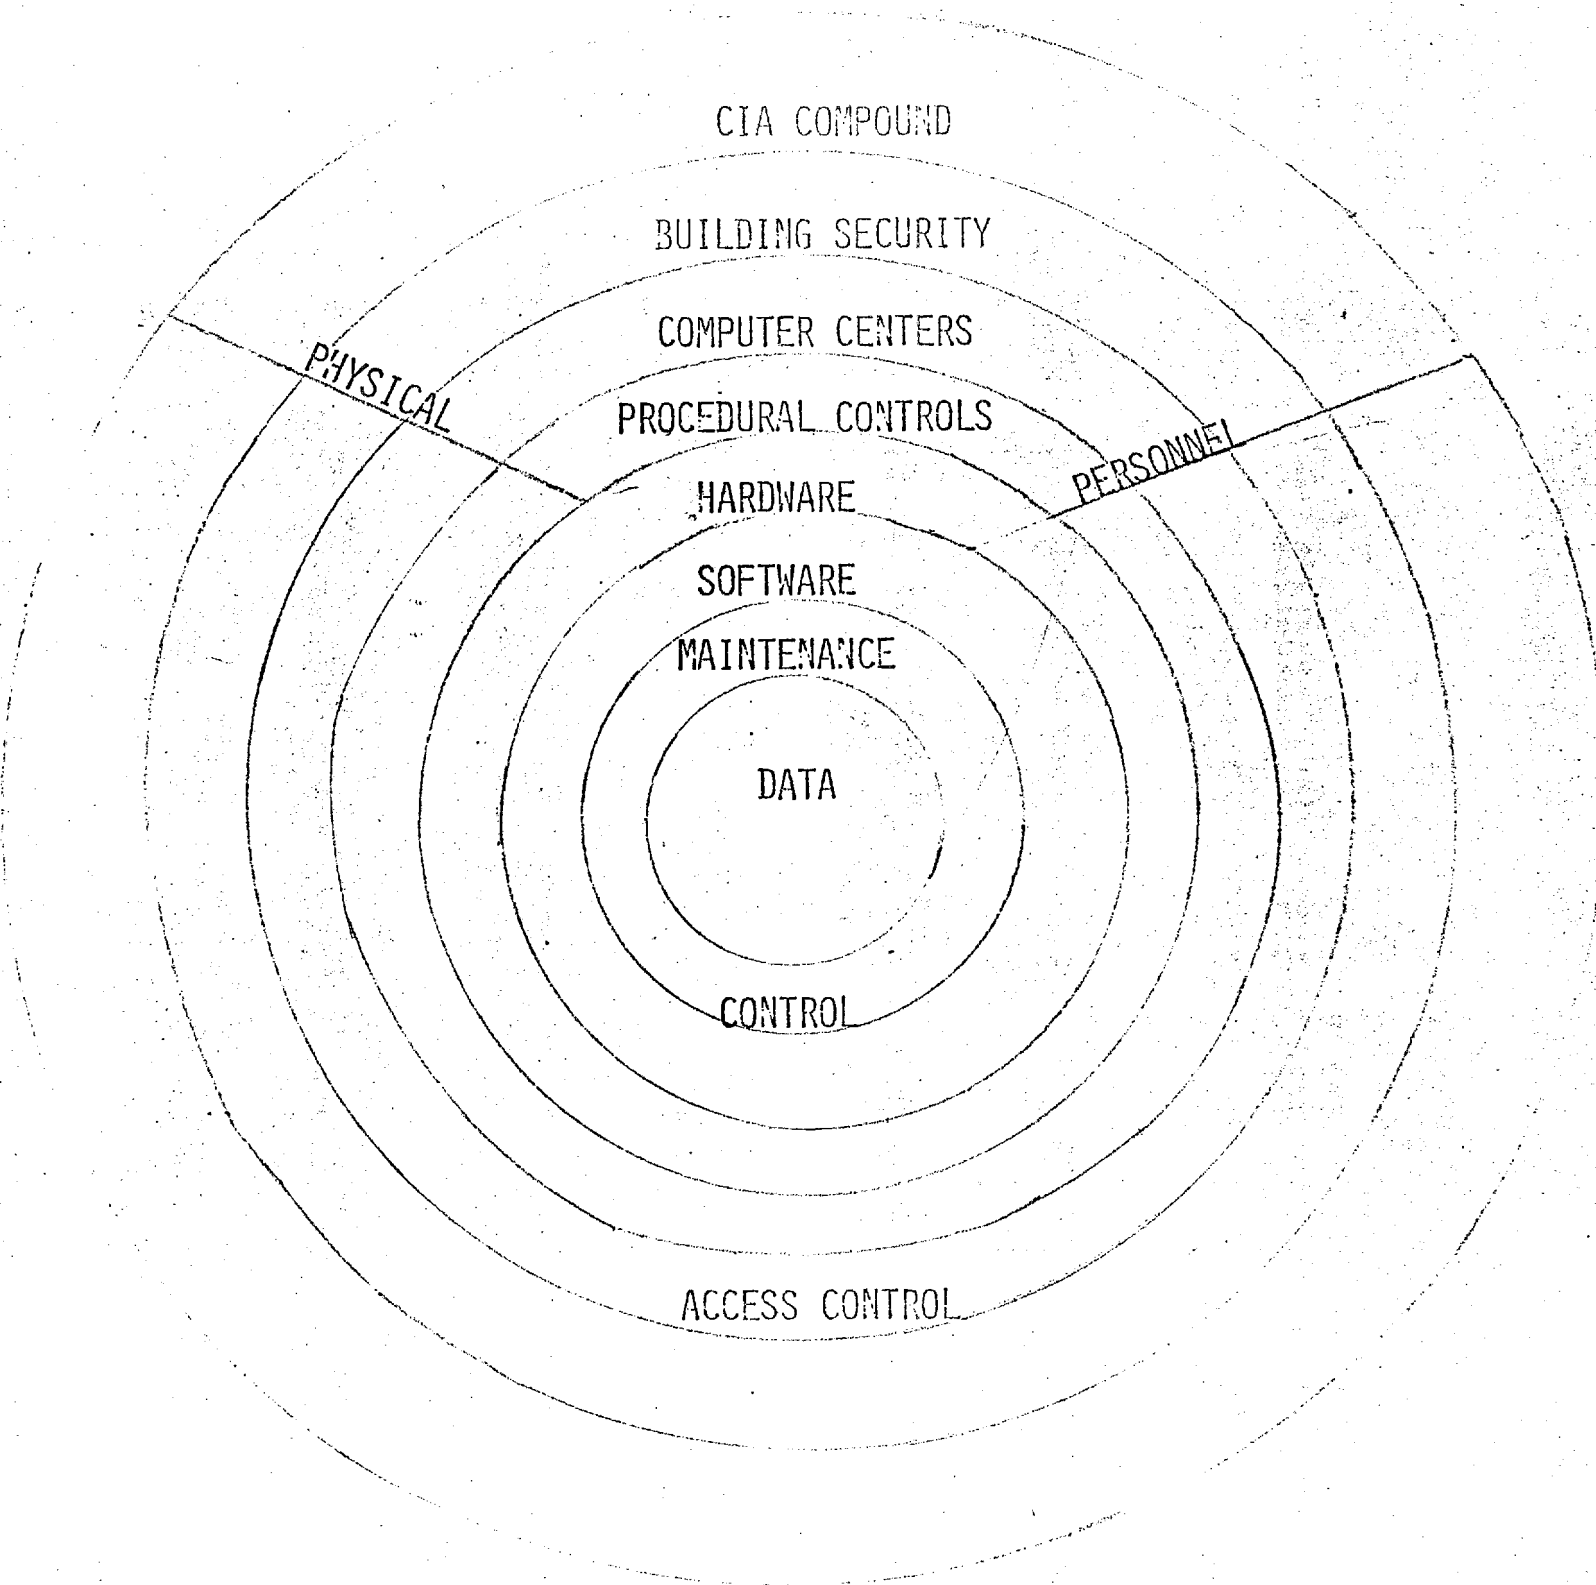 CIA COMPOUND
BUILDING SECURITY
COMPUTER CENTERS
PHYSICAL
PROCEDURAL CONTROLS
PERSONNEL
HARDWARE
SOFTWARE
MAINTENANCE
DATA
CONTROL
ACCESS CONTROL